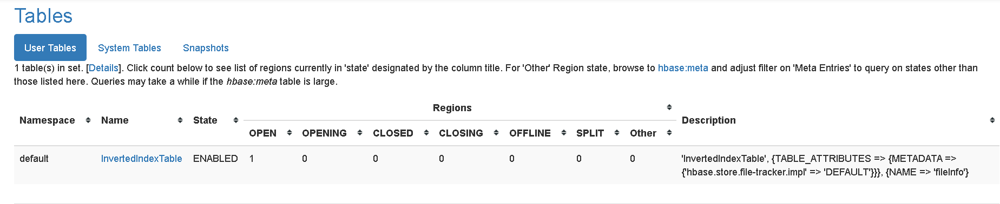 Tables
User Tables System Tables Snapshots
1 table(s) in set. [Details]. Click count below to see list of regions currently in 'state' designated by the column title. For 'Other' Region state, browse to hbase:meta and adjust filter on 'Meta Entries' to query on states other than
those listed here. Queries may take a while if the hbase:meta table is large.
Regions
Namespace Name State Description
OPEN OPENING CLOSED CLOSING OFFLINE SPLIT Other
default InvertedIndexTable ENABLED 1 0 0 0 0 0 0 'InvertedIndexTable', {TABLE_ATTRIBUTES => {METADATA =>
{'hbase.store.file-tracker.impl' => 'DEFAULT'}}}, {NAME => 'fileInfo'}